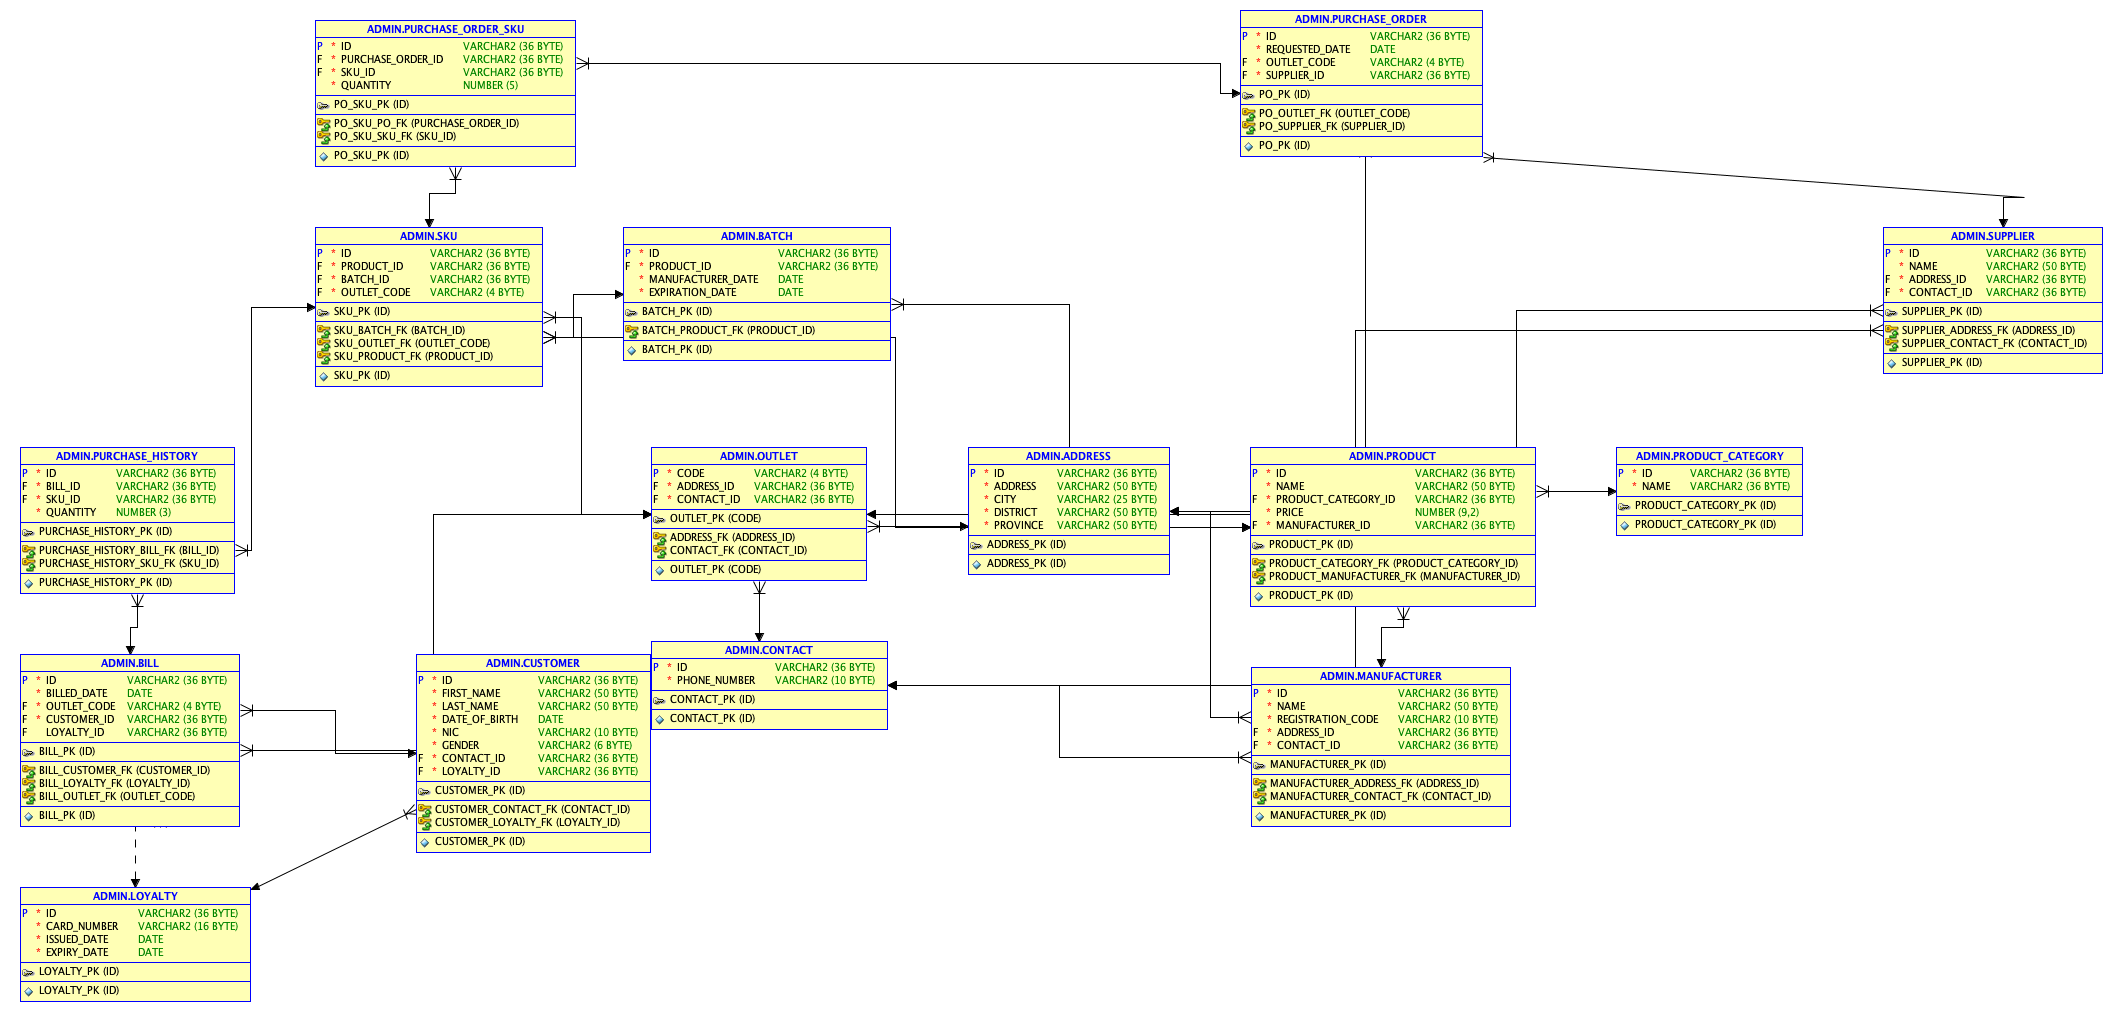 ADMIN.PURCHASE_ORDER_SKU
P * ID VARCHAR2 (36 BYTE)
F * PURCHASE_ORDER_ID VARCHAR2 (36 BYTE)
F * SKU_ID VARCHAR2 (36 BYTE)
* QUANTITY NUMBER (5)
PO_SKU_PK (ID)
PO_SKU_PO_FK (PURCHASE_ORDER_ID)
PO_SKU_SKU_FK (SKU_ID)
PO_SKU_PK (ID)
ADMIN.PURCHASE_ORDER
P * ID VARCHAR2 (36 BYTE)
* REQUESTED_DATE DATE
F * OUTLET_CODE VARCHAR2 (4 BYTE)
F * SUPPLIER_ID VARCHAR2 (36 BYTE)
PO_PK (ID)
PO_OUTLET_FK (OUTLET_CODE)
PO_SUPPLIER_FK (SUPPLIER_ID)
PO_PK (ID)
ADMIN.SKU
P * ID VARCHAR2 (36 BYTE)
F * PRODUCT_ID VARCHAR2 (36 BYTE)
F * BATCH_ID VARCHAR2 (36 BYTE)
F * OUTLET_CODE VARCHAR2 (4 BYTE)
SKU_PK (ID)
SKU_BATCH_FK (BATCH_ID)
SKU_OUTLET_FK (OUTLET_CODE)
SKU_PRODUCT_FK (PRODUCT_ID)
SKU_PK (ID)
ADMIN.BATCH
P * ID VARCHAR2 (36 BYTE)
F * PRODUCT_ID VARCHAR2 (36 BYTE)
* MANUFACTURER_DATE DATE
* EXPIRATION_DATE DATE
BATCH_PK (ID)
BATCH_PRODUCT_FK (PRODUCT_ID)
BATCH_PK (ID)
ADMIN.SUPPLIER
P * ID VARCHAR2 (36 BYTE)
* NAME VARCHAR2 (50 BYTE)
F * ADDRESS_ID VARCHAR2 (36 BYTE)
F * CONTACT_ID VARCHAR2 (36 BYTE)
SUPPLIER_PK (ID)
SUPPLIER_ADDRESS_FK (ADDRESS_ID)
SUPPLIER_CONTACT_FK (CONTACT_ID)
SUPPLIER_PK (ID)
ADMIN.PURCHASE_HISTORY
P * ID VARCHAR2 (36 BYTE)
F * BILL_ID VARCHAR2 (36 BYTE)
F * SKU_ID VARCHAR2 (36 BYTE)
* QUANTITY NUMBER (3)
PURCHASE_HISTORY_PK (ID)
PURCHASE_HISTORY_BILL_FK (BILL_ID)
PURCHASE_HISTORY_SKU_FK (SKU_ID)
PURCHASE_HISTORY_PK (ID)
ADMIN.OUTLET
P * CODE VARCHAR2 (4 BYTE)
F * ADDRESS_ID VARCHAR2 (36 BYTE)
F * CONTACT_ID VARCHAR2 (36 BYTE)
OUTLET_PK (CODE)
ADDRESS_FK (ADDRESS_ID)
CONTACT_FK (CONTACT_ID)
OUTLET_PK (CODE)
ADMIN.ADDRESS
P * ID VARCHAR2 (36 BYTE)
* ADDRESS VARCHAR2 (50 BYTE)
* CITY VARCHAR2 (25 BYTE)
* DISTRICT VARCHAR2 (50 BYTE)
* PROVINCE VARCHAR2 (50 BYTE)
ADDRESS_PK (ID)
ADDRESS_PK (ID)
ADMIN.PRODUCT
P * ID VARCHAR2 (36 BYTE)
* NAME VARCHAR2 (50 BYTE)
F * PRODUCT_CATEGORY_ID VARCHAR2 (36 BYTE)
* PRICE NUMBER (9,2)
F * MANUFACTURER_ID VARCHAR2 (36 BYTE)
PRODUCT_PK (ID)
PRODUCT_CATEGORY_FK (PRODUCT_CATEGORY_ID)
PRODUCT_MANUFACTURER_FK (MANUFACTURER_ID)
PRODUCT_PK (ID)
ADMIN.PRODUCT_CATEGORY
P * ID VARCHAR2 (36 BYTE)
* NAME VARCHAR2 (36 BYTE)
PRODUCT_CATEGORY_PK (ID)
PRODUCT_CATEGORY_PK (ID)
ADMIN.BILL
P * ID VARCHAR2 (36 BYTE)
* BILLED_DATE DATE
F * OUTLET_CODE VARCHAR2 (4 BYTE)
F * CUSTOMER_ID VARCHAR2 (36 BYTE)
F LOYALTY_ID VARCHAR2 (36 BYTE)
BILL_PK (ID)
BILL_CUSTOMER_FK (CUSTOMER_ID)
BILL_LOYALTY_FK (LOYALTY_ID)
BILL_OUTLET_FK (OUTLET_CODE)
BILL_PK (ID)
ADMIN.CUSTOMER
P * ID VARCHAR2 (36 BYTE)
* FIRST_NAME VARCHAR2 (50 BYTE)
* LAST_NAME VARCHAR2 (50 BYTE)
* DATE_OF_BIRTH DATE
* NIC VARCHAR2 (10 BYTE)
* GENDER VARCHAR2 (6 BYTE)
F * CONTACT_ID VARCHAR2 (36 BYTE)
F * LOYALTY_ID VARCHAR2 (36 BYTE)
CUSTOMER_PK (ID)
CUSTOMER_CONTACT_FK (CONTACT_ID)
CUSTOMER_LOYALTY_FK (LOYALTY_ID)
CUSTOMER_PK (ID)
ADMIN.CONTACT
P * ID VARCHAR2 (36 BYTE)
* PHONE_NUMBER VARCHAR2 (10 BYTE)
CONTACT_PK (ID)
CONTACT_PK (ID)
ADMIN.MANUFACTURER
P * ID VARCHAR2 (36 BYTE)
* NAME VARCHAR2 (50 BYTE)
* REGISTRATION_CODE VARCHAR2 (10 BYTE)
F * ADDRESS_ID VARCHAR2 (36 BYTE)
F * CONTACT_ID VARCHAR2 (36 BYTE)
MANUFACTURER_PK (ID)
MANUFACTURER_ADDRESS_FK (ADDRESS_ID)
MANUFACTURER_CONTACT_FK (CONTACT_ID)
MANUFACTURER_PK (ID)
ADMIN.LOYALTY
P * ID VARCHAR2 (36 BYTE)
* CARD_NUMBER VARCHAR2 (16 BYTE)
* ISSUED_DATE DATE
* EXPIRY_DATE DATE
LOYALTY_PK (ID)
LOYALTY_PK (ID)